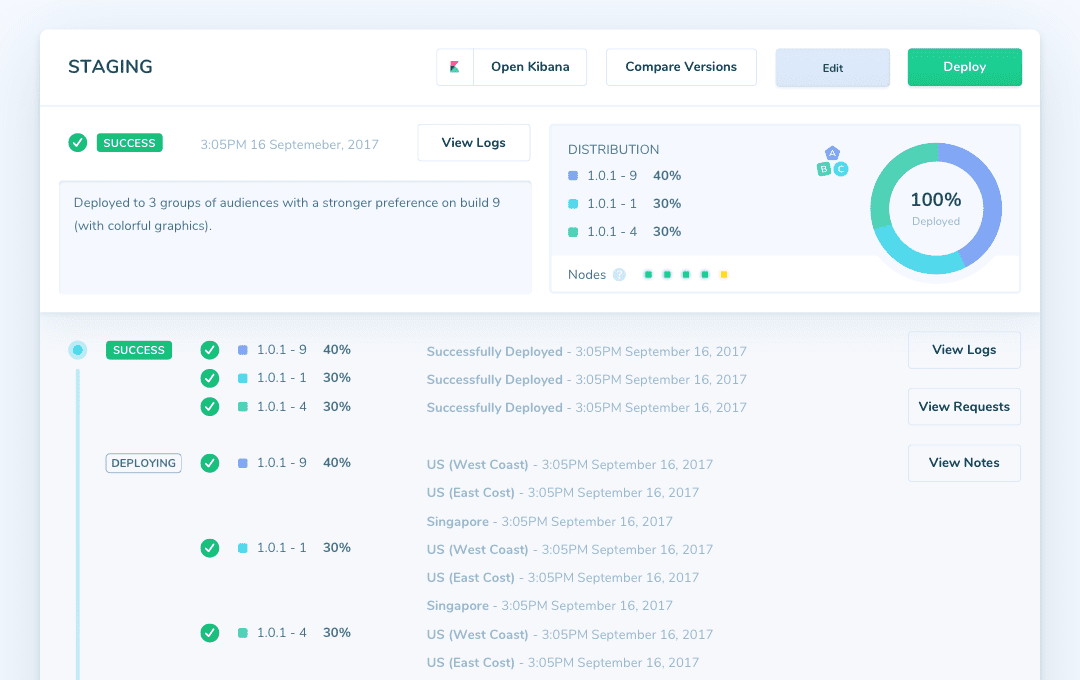 STAGING
Open Kibana
Compare Versions
Edit
Deploy
SUCCESS
3:05PM 16 Septemeber, 2017
View Logs
Deployed to 3 groups of audiences with a stronger preference on build 9
(with colorful graphics).
DISTRIBUTION
1.0.1 - 9 40%
1.0.1 - 1 30%
1.0.1 - 4 30%
A
B C
100%
Deployed
Nodes ?
SUCCESS 1.0.1 - 9 40% Successfully Deployed - 3:05PM September 16, 2017 View Logs
1.0.1 - 1 30% Successfully Deployed - 3:05PM September 16, 2017
1.0.1 - 4 30% Successfully Deployed - 3:05PM September 16, 2017 View Requests
DEPLOYING 1.0.1 - 9 40% US (West Coast) - 3:05PM September 16, 2017 View Notes
US (East Cost) - 3:05PM September 16, 2017
Singapore - 3:05PM September 16, 2017
1.0.1 - 1 30% US (West Coast) - 3:05PM September 16, 2017
US (East Cost) - 3:05PM September 16, 2017
Singapore - 3:05PM September 16, 2017
1.0.1 - 4 30% US (West Coast) - 3:05PM September 16, 2017
US (East Cost) - 3:05PM September 16, 2017